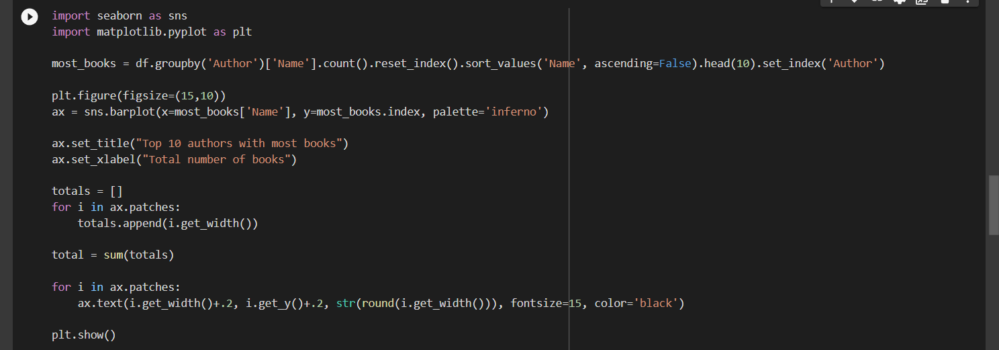 import seaborn as sns
import matplotlib.pyplot as plt
most_books = df.groupby('Author')['Name'].count().reset_index().sort_values('Name', ascending=False).head(10).set_index('Author')
plt.figure(figsize=(15,10))
ax = sns.barplot(x=most_books['Name'], y=most_books.index, palette='inferno')
ax.set_title("Top 10 authors with most books")
ax.set_xlabel("Total number of books")
totals = []
for i in ax.patches:
    totals.append(i.get_width())
total = sum(totals)
for i in ax.patches:
    ax.text(i.get_width()+.2, i.get_y()+.2, str(round(i.get_width())), fontsize=15, color='black')
plt.show()